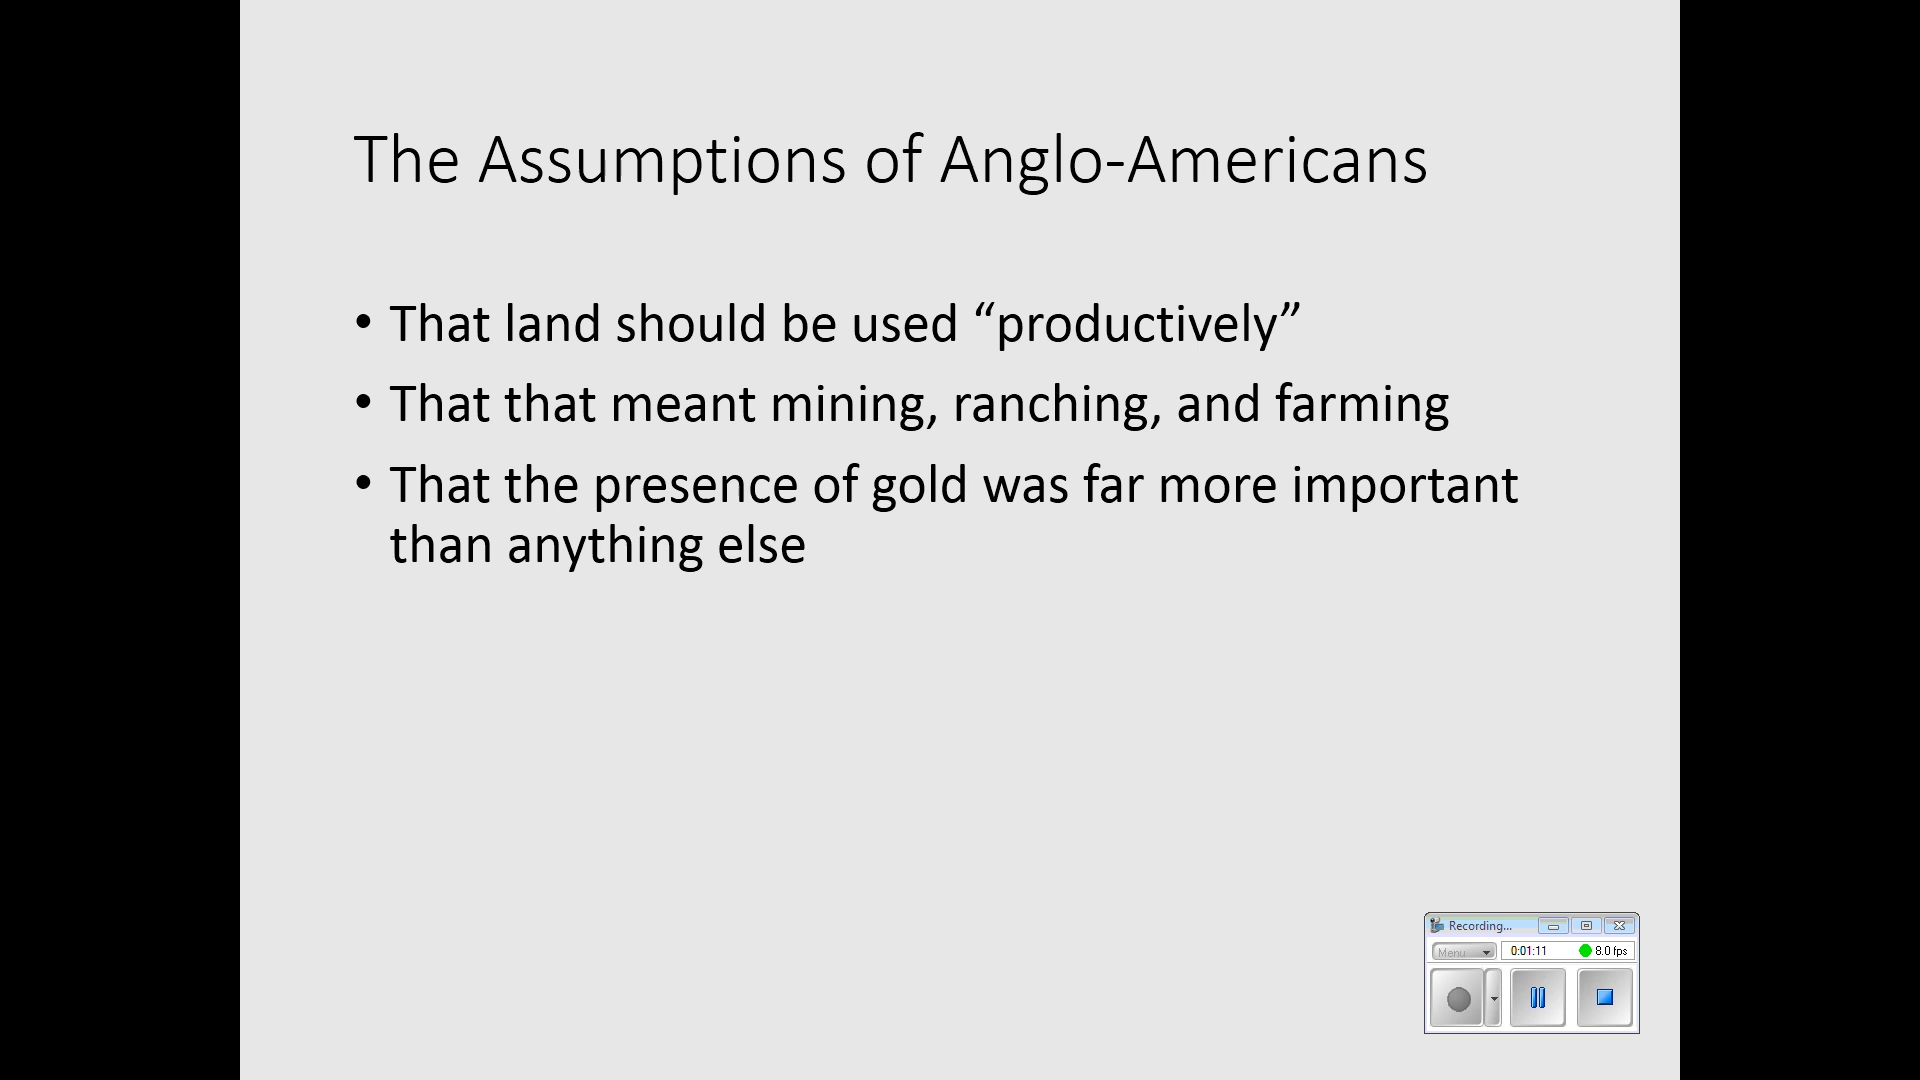 The Assumptions of Anglo-Americans
• That land should be used “productively”
• That that meant mining, ranching, and farming
• That the presence of gold was far more important
than anything else
Recording...
Menu
0:01:11
8.0 fps